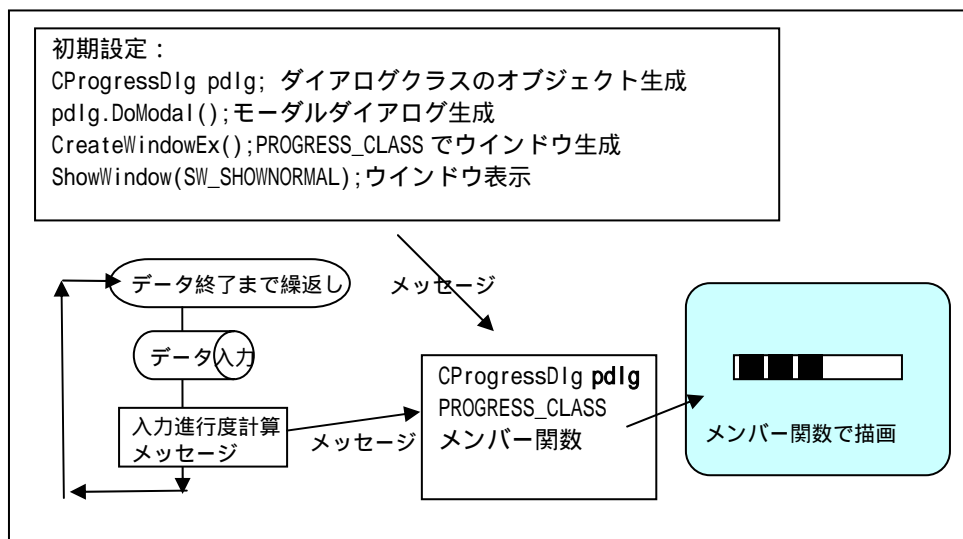 初期設定：
CProgressDlg pdlg; ダイアログクラスのオブジェクト生成
pdlg.DoModal();モーダルダイアログ生成
CreateWindowEx();PROGRESS_CLASS でウインドウ生成
ShowWindow(SW_SHOWNORMAL);ウインドウ表示
データ終了まで繰返し
メッセージ
データ入力
入力進行度計算
メッセージ
メッセージ
CProgressDlg pdlg
PROGRESS_CLASS
メンバー関数
メンバー関数で描画